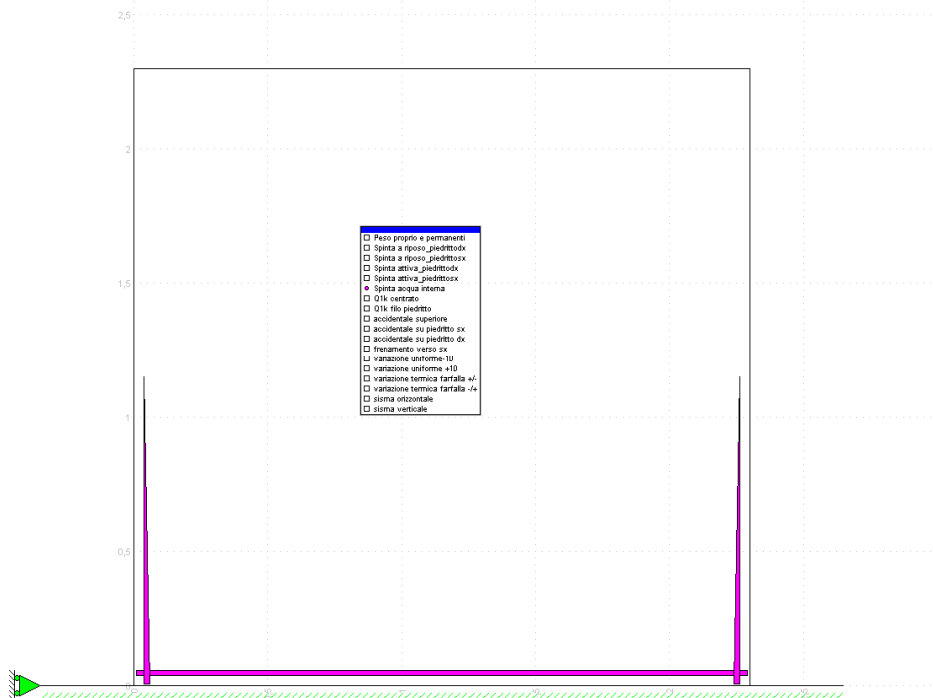 2,5
2
1,5
1
0,5
Peso proprio e permanenti
Spinta a riposo_piedrittodx
Spinta a riposo_piedrittosx
Spinta attiva_piedrittodx
Spinta attiva_piedrittosx
Spinta acqua interna
Q1k centrato
Q1k filo piedritto
accidentale superiore
accidentale su piedritto sx
accidentale su piedritto dx
frenamento verso sx
variazione uniforme-10
variazione uniforme +10
variazione termica farfalla +/-
variazione termica farfalla -/+
sisma orizzontale
sisma verticale